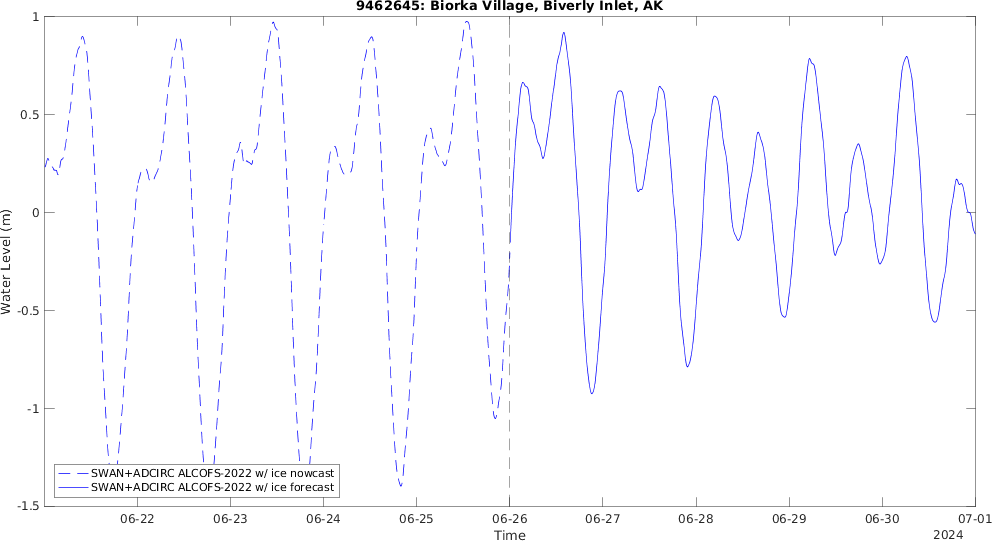 9462645: Biorka Village, Biverly Inlet, AK
1
0.5
0
-0.5
-1
-1.5
Water Level (m)
SWAN+ADCIRC ALCOFS-2022 w/ ice nowcast
SWAN+ADCIRC ALCOFS-2022 w/ ice forecast
06-22 06-23 06-24 06-25 06-26 06-27 06-28 06-29 06-30 07-01
Time 2024